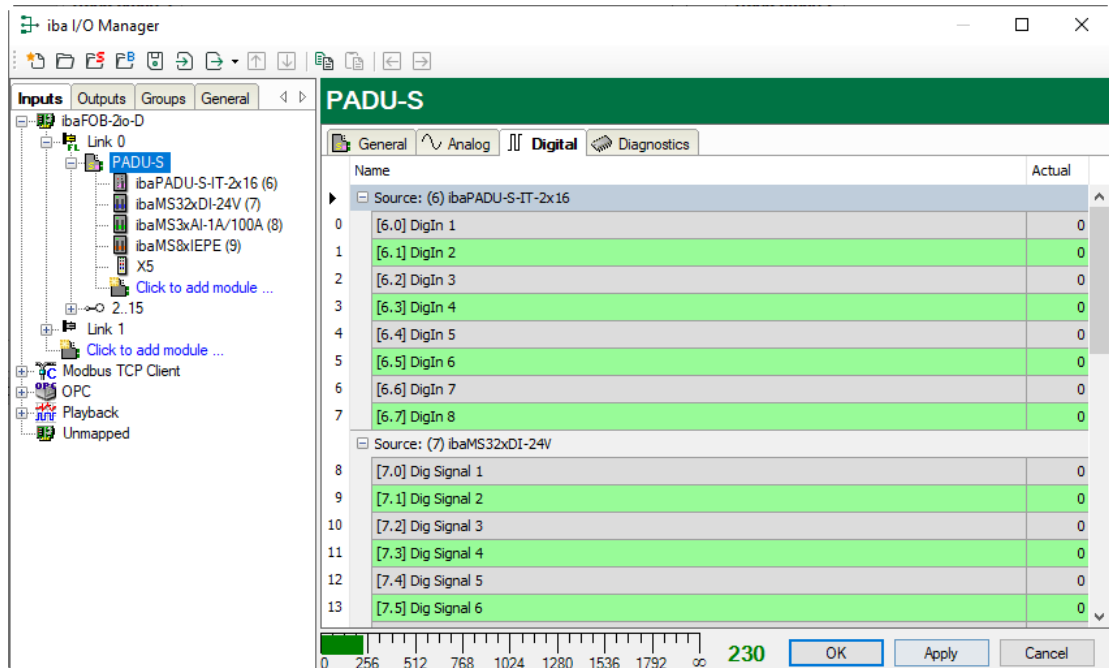 iba I/O Manager
Inputs Outputs Groups General
ibaFOB-2io-D
Link 0
PADU-S
ibaPADU-S-IT-2x16 (6)
ibaMS32xDI-24V (7)
ibaMS3xAI-1A/100A (8)
ibaMS8xIEPE (9)
X5
Click to add module ...
2..15
Link 1
Click to add module ...
Modbus TCP Client
OPC
Playback
Unmapped
PADU-S
General Analog Digital Diagnostics
Name Actual
Source: (6) ibaPADU-S-IT-2x16
0 [6.0] DigIn 1 0
1 [6.1] DigIn 2 0
2 [6.2] DigIn 3 0
3 [6.3] DigIn 4 0
4 [6.4] DigIn 5 0
5 [6.5] DigIn 6 0
6 [6.6] DigIn 7 0
7 [6.7] DigIn 8 0
Source: (7) ibaMS32xDI-24V
8 [7.0] Dig Signal 1 0
9 [7.1] Dig Signal 2 0
10 [7.2] Dig Signal 3 0
11 [7.3] Dig Signal 4 0
12 [7.4] Dig Signal 5 0
13 [7.5] Dig Signal 6 0
0 256 512 768 1024 1280 1536 1792 ∞ 230 OK Apply Cancel